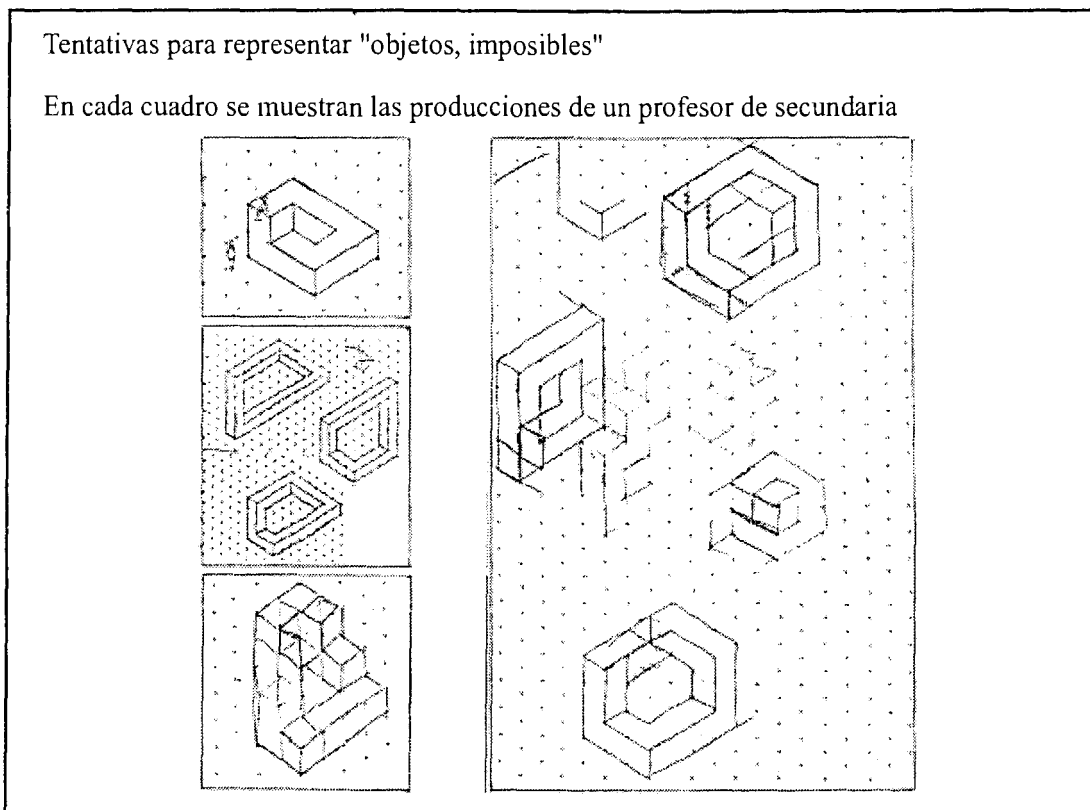 Tentativas para representar "objetos, imposibles"
En cada cuadro se muestran las producciones de un profesor de secundaria